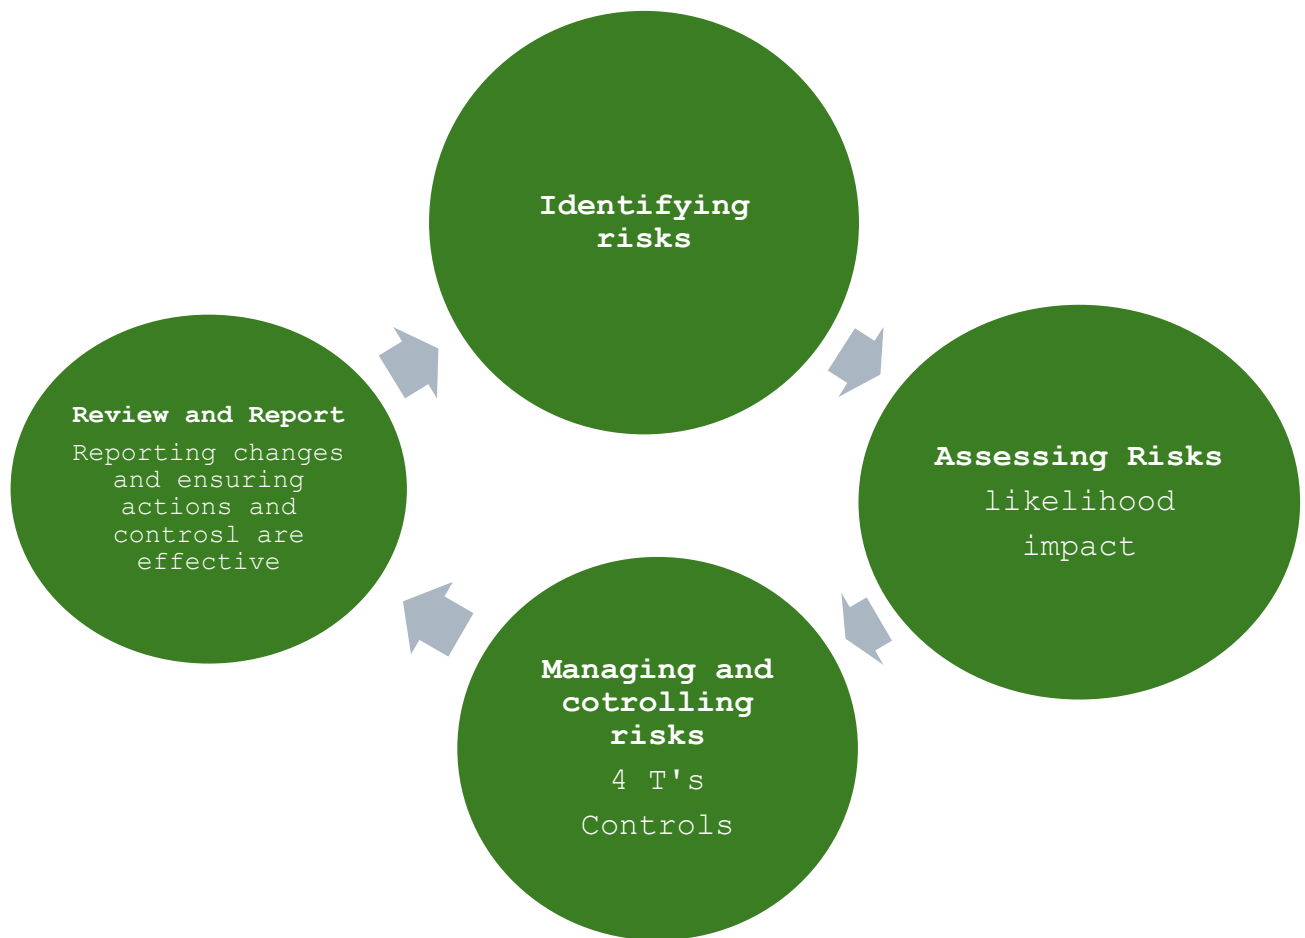 Identifying
risks
Assessing Risks
likelihood
impact
Managing and
cotrolling
risks
4 T's
Controls
Review and Report
Reporting changes
and ensuring
actions and
controsl are
effective